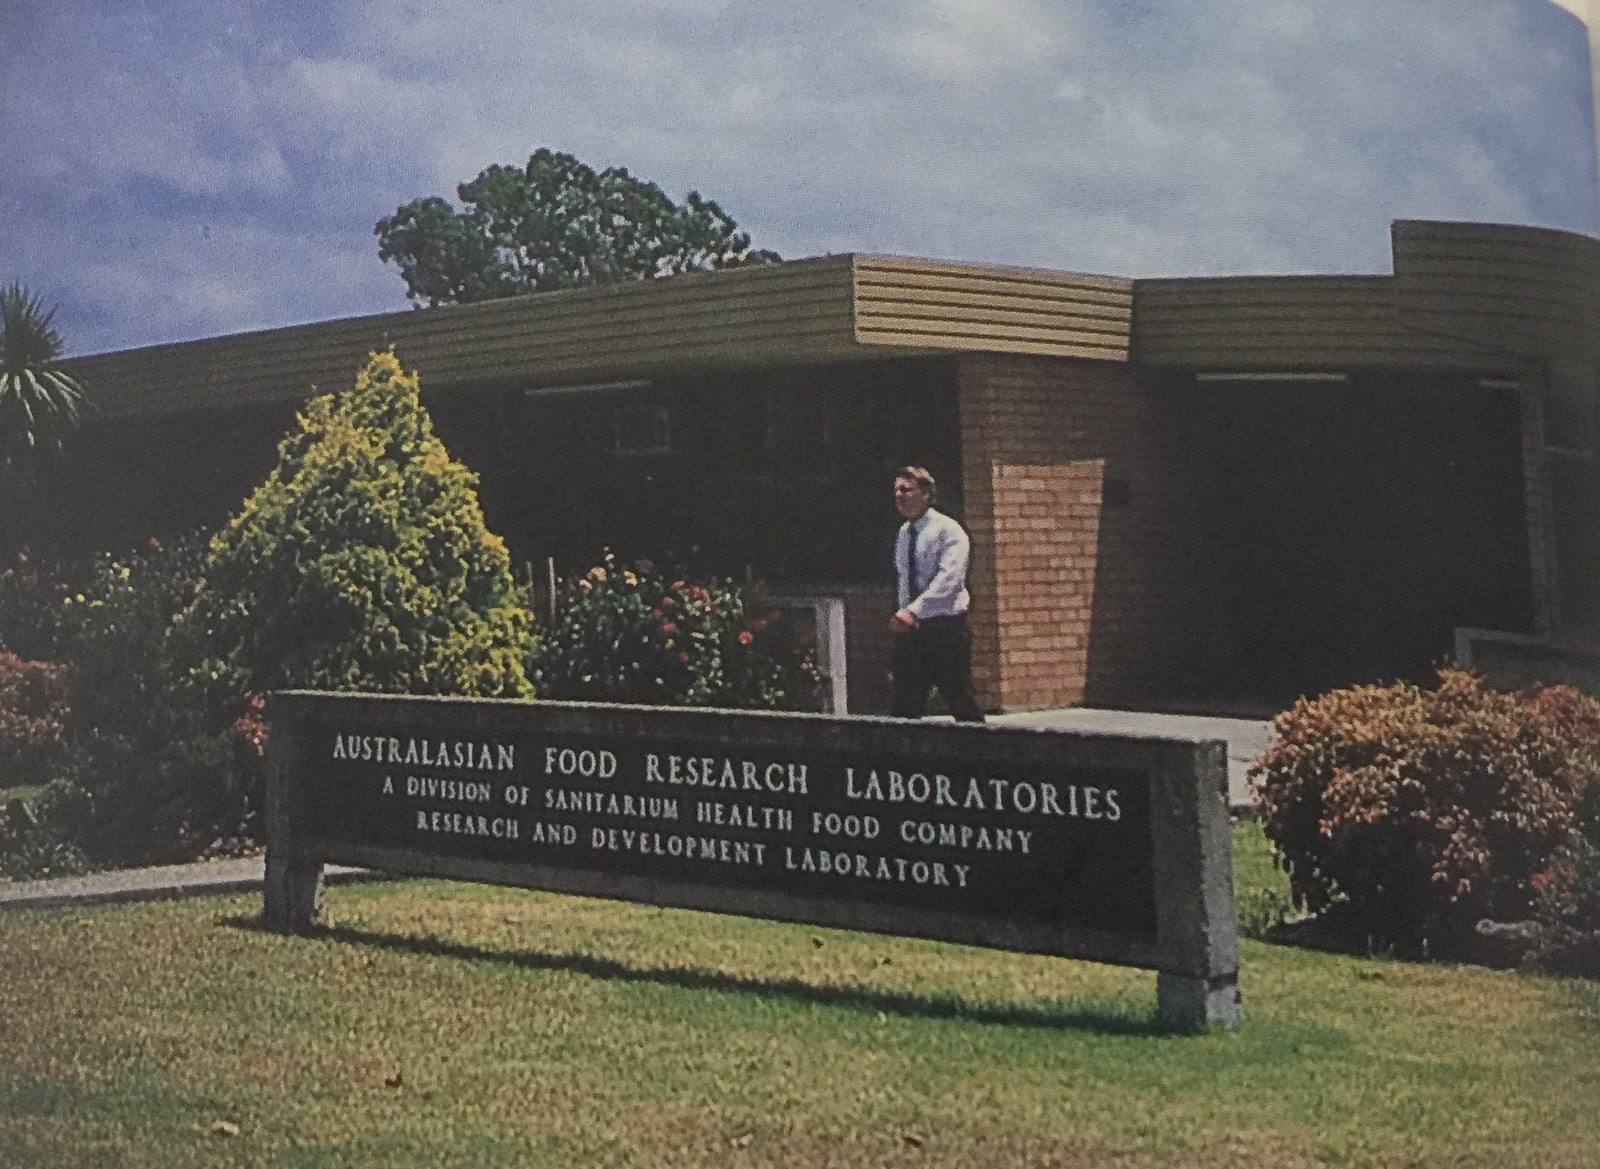 AUSTRALASIAN FOOD RESEARCH LABORATORIES
A DIVISION OF SANITARIUM HEALTH FOOD COMPANY
RESEARCH AND DEVELOPMENT LABORATORY